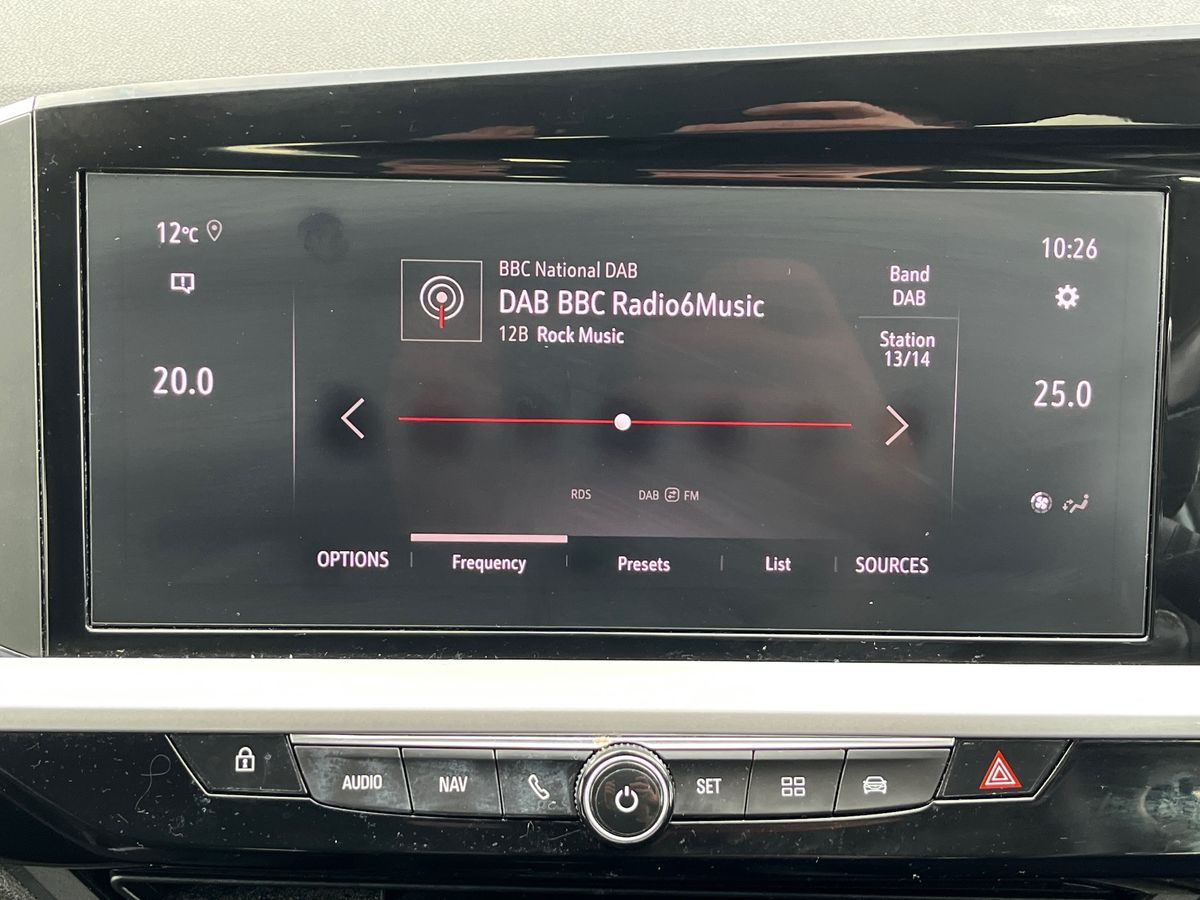 12°C
20.0
BBC National DAB
DAB BBC Radio6Music
12B Rock Music
Band
DAB
Station
13/14
10:26
25.0
RDS
DAB FM
OPTIONS
Frequency
Presets
List
SOURCES
AUDIO
NAV
SET